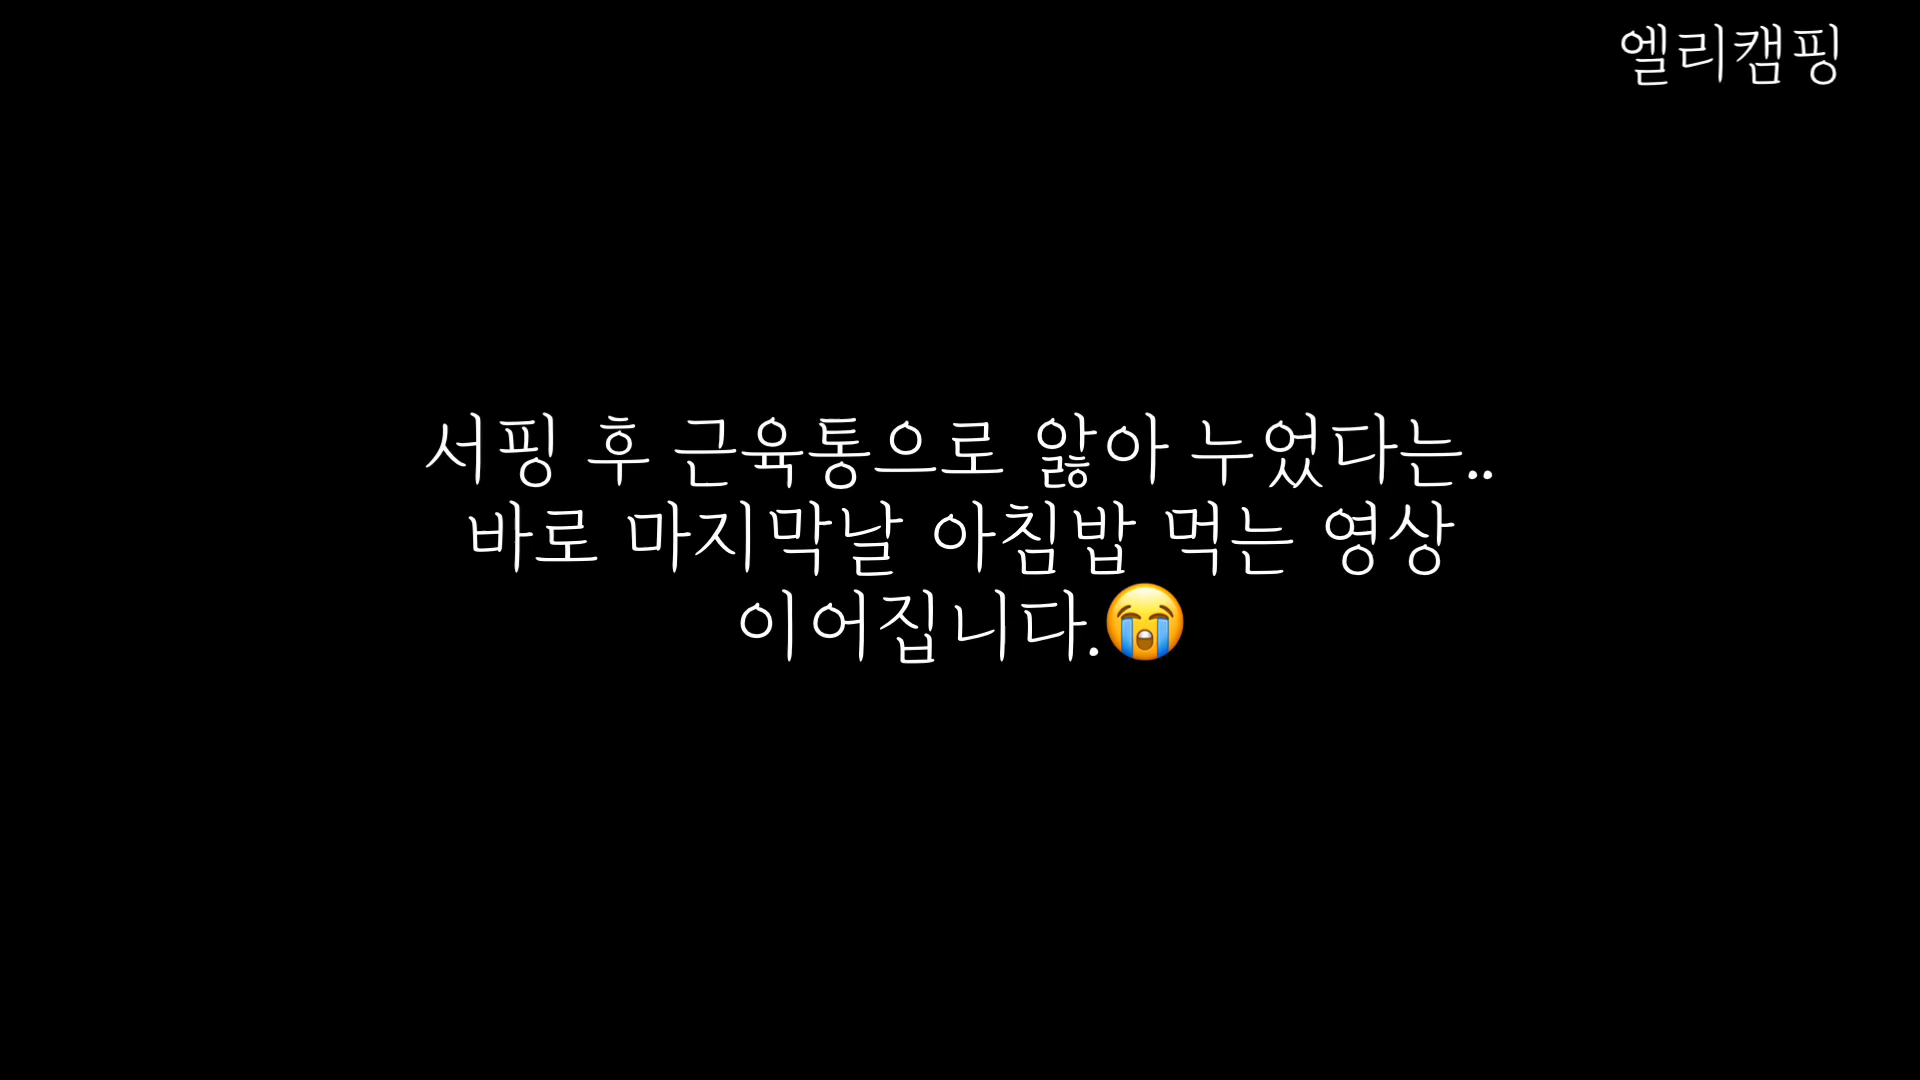 엘리캠핑
서핑 후 근육통으로 앓아 누었다는..
바로 마지막날 아침밥 먹는 영상
이어집니다.😭